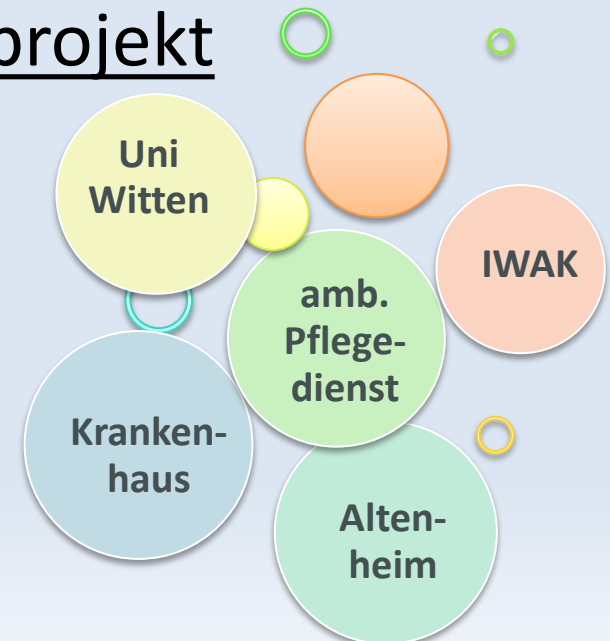 projekt
Uni
Witten
IWAK
amb.
Pflege-
dienst
Kranken-
haus
Alten-
heim